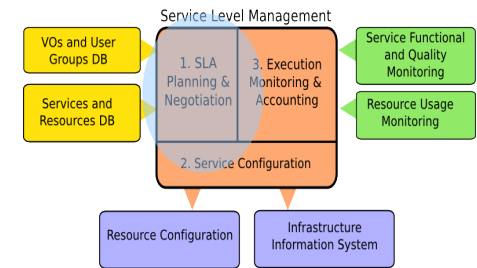 Service Level Management
VOs and User
Groups DB
Services and
Resources DB
1. SLA
Planning &
Negotiation
3. Execution
Monitoring &
Accounting
2. Service Configuration
Service Functional
and Quality
Monitoring
Resource Usage
Monitoring
Resource Configuration
Infrastructure
Information System